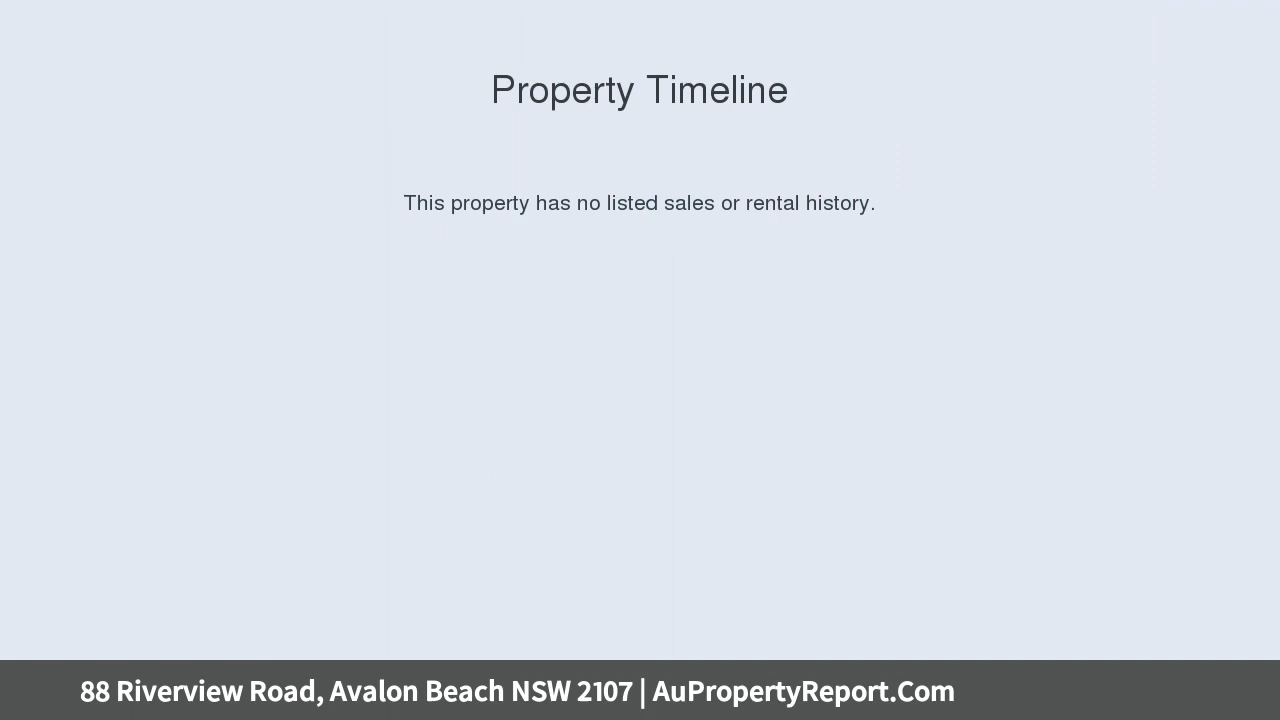 Property Timeline
This property has no listed sales or rental history.
88 Riverview Road, Avalon Beach NSW 2107 | AuPropertyReport.Com